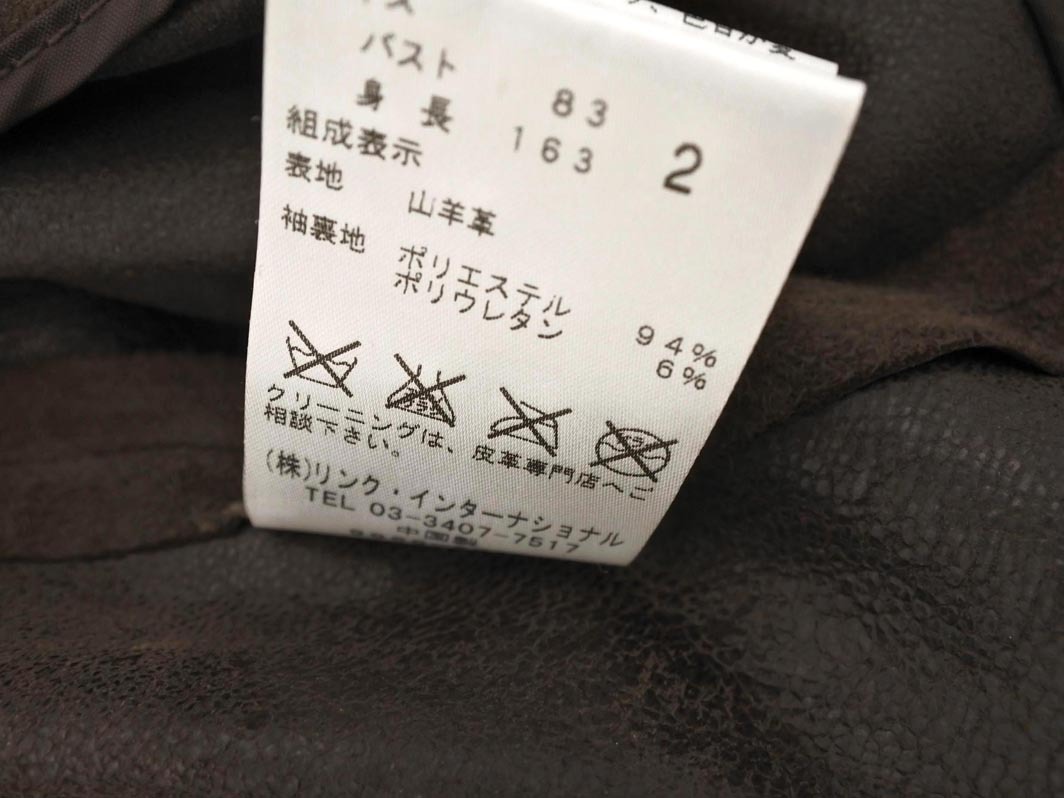 バスト 83
身長 163 2
組成表示
表地 山羊革
袖裏地 ポリエステル 94%
ポリウレタン 6%
クリーニングは、皮革専門店へご
相談下さい。
(株)リンク・インターナショナル
TEL 03-3407-7517
中国製